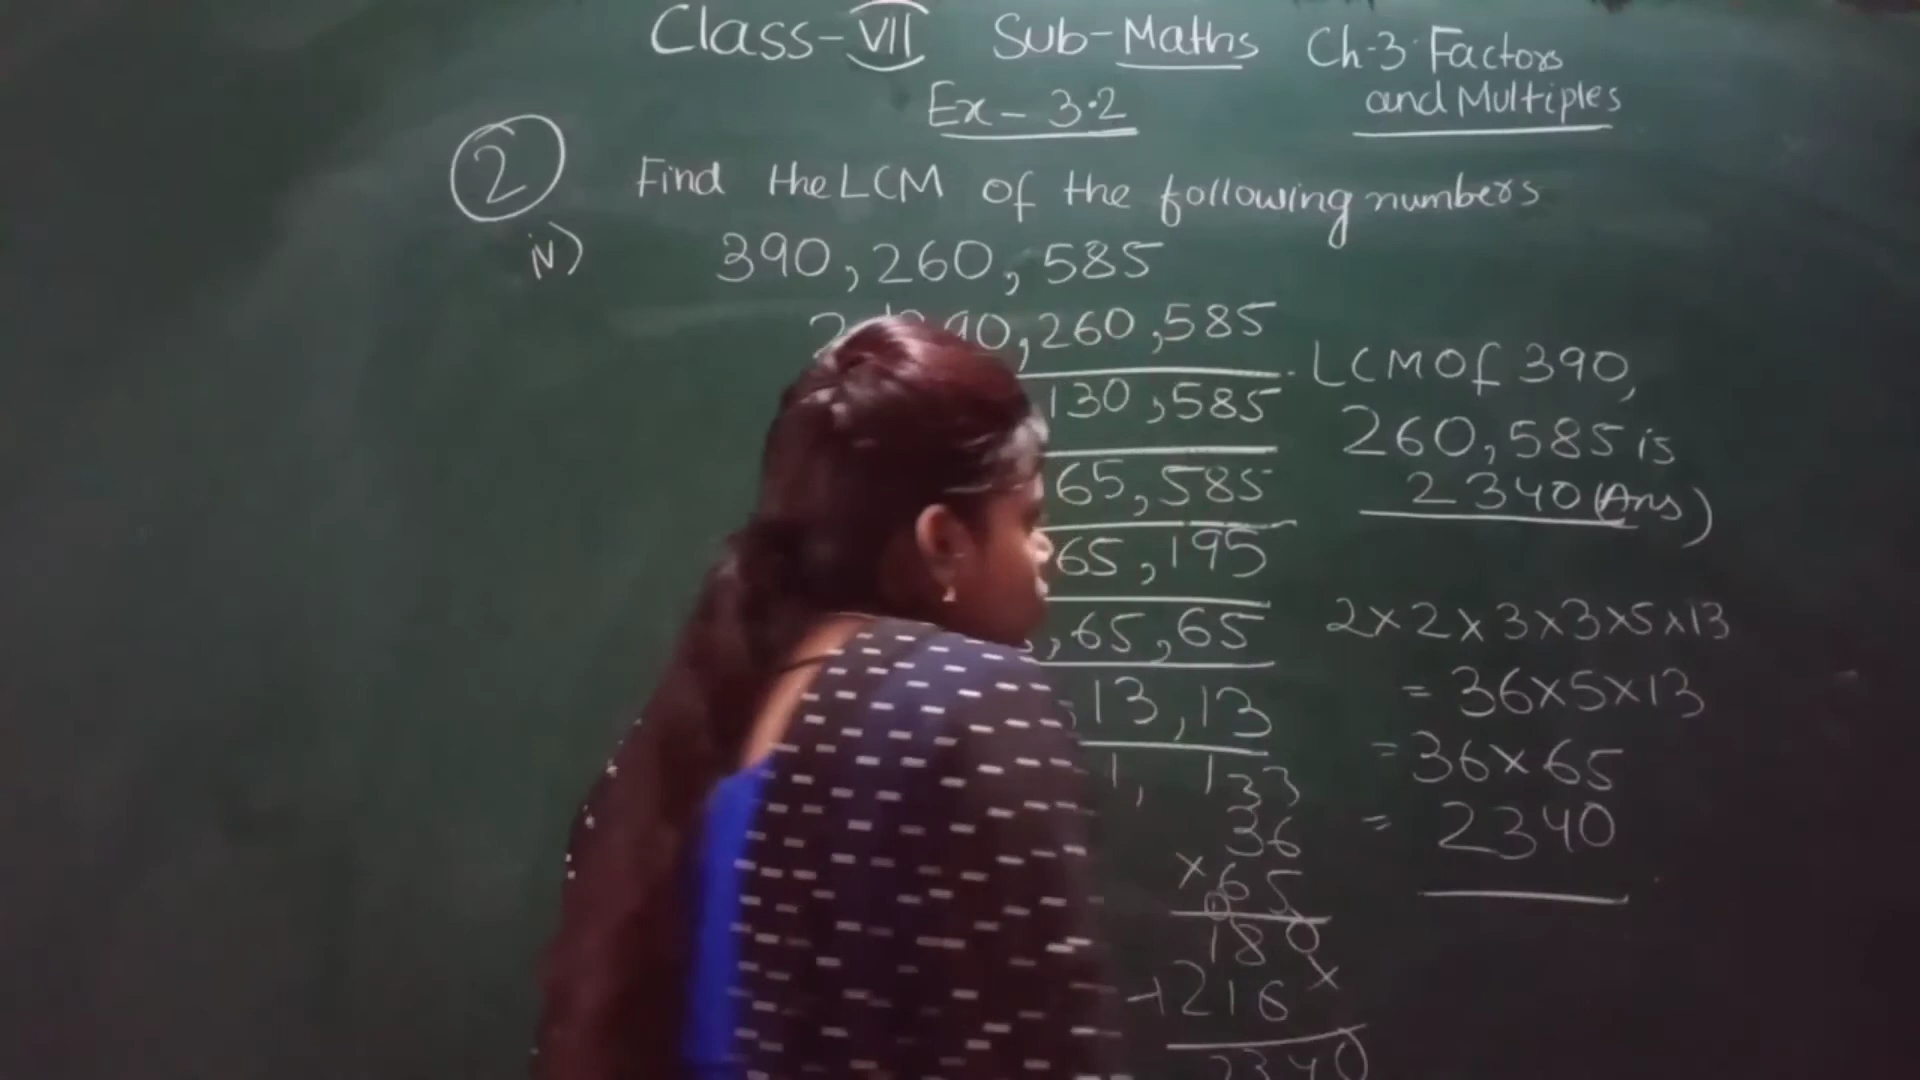 Class-VII Sub-Maths Ch-3 Factors
and Multiples
Ex-3.2
2 Find the LCM of the following numbers
iv) 390, 260, 585
2 90, 260, 585
130, 585
65, 585
65, 195
, 65, 65
, 13, 13
1, 1
LCM Of 390,
260, 585 is
2340 (Ans)
2×2×3×3×5×13
= 36×5×13
= 36×65
= 2340
33
36
×65
180
+216×
2340